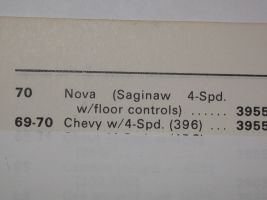 70 Nova (Saginaw 4-Spd.
w/floor controls) ...... 3955
69-70 Chevy w/4-Spd. (396) ... 3955